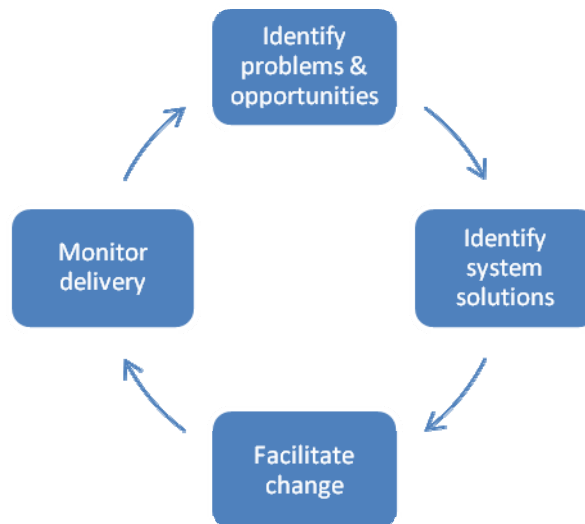 Identify
problems &
opportunities
Identify
system
solutions
Facilitate
change
Monitor
delivery